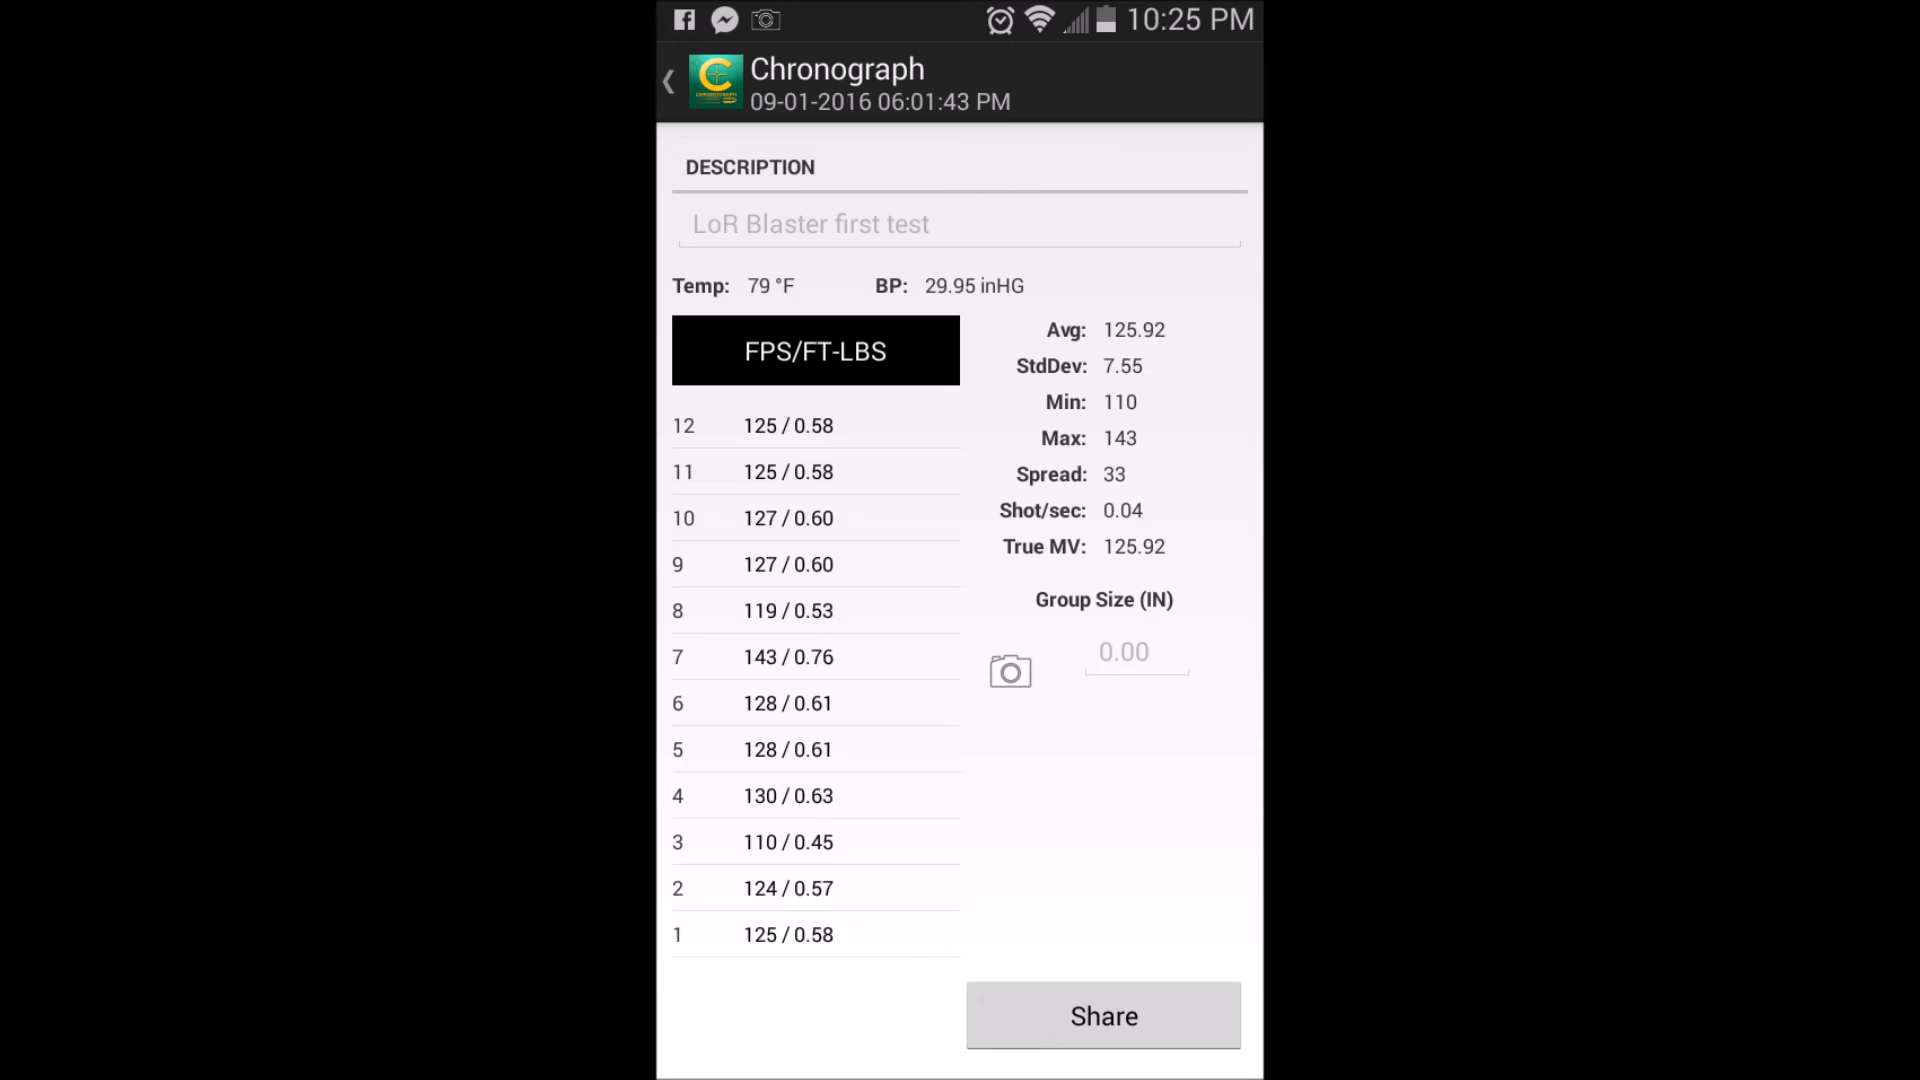 10:25 PM
Chronograph
09-01-2016 06:01:43 PM
DESCRIPTION
LoR Blaster first test
Temp: 79 °F BP: 29.95 inHG
FPS/FT-LBS
12 125 / 0.58
11 125 / 0.58
10 127 / 0.60
9 127 / 0.60
8 119 / 0.53
7 143 / 0.76
6 128 / 0.61
5 128 / 0.61
4 130 / 0.63
3 110 / 0.45
2 124 / 0.57
1 125 / 0.58
Avg: 125.92
StdDev: 7.55
Min: 110
Max: 143
Spread: 33
Shot/sec: 0.04
True MV: 125.92
Group Size (IN)
0.00
Share